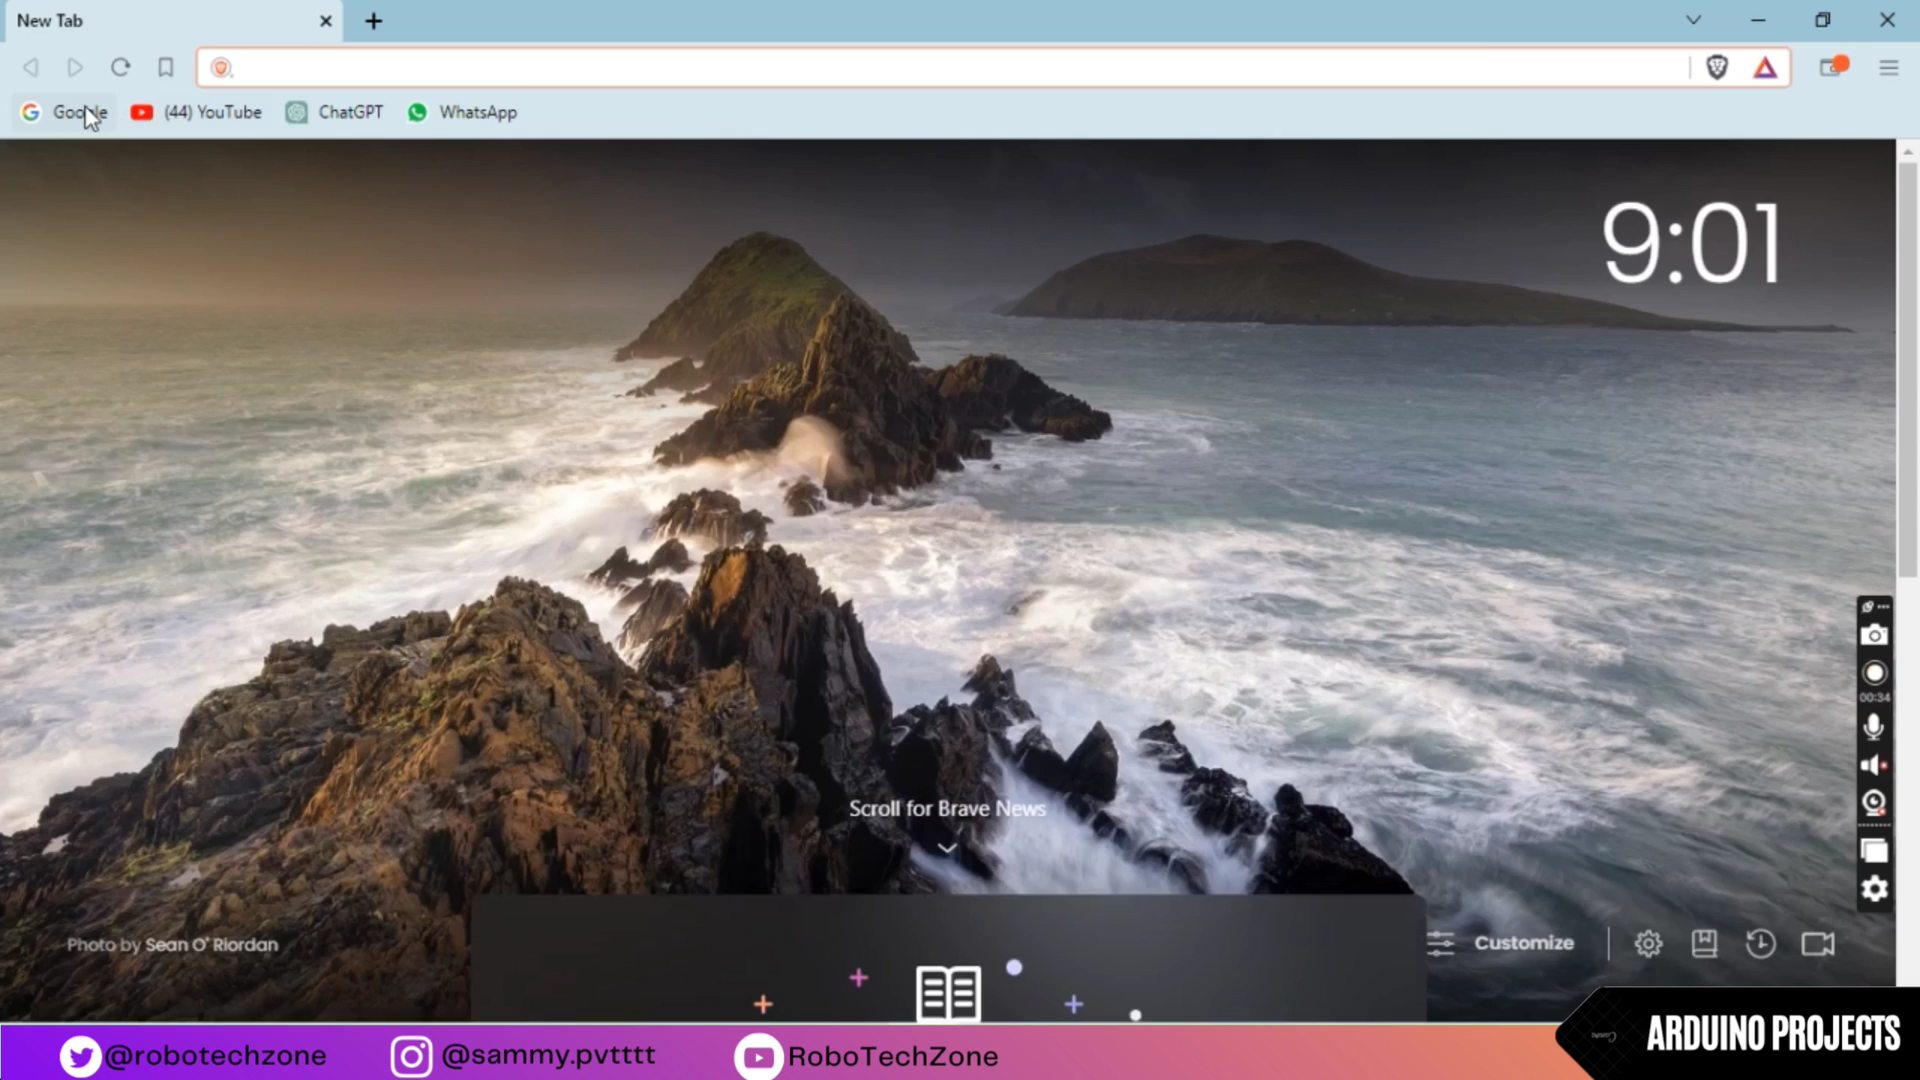 New Tab
Google
(44) YouTube
ChatGPT
WhatsApp
9:01
00:34
Scroll for Brave News
Photo by Sean O' Riordan
Customize
@robotechzone
@sammy.pvtttt
RoboTechZone
ARDUINO PROJECTS